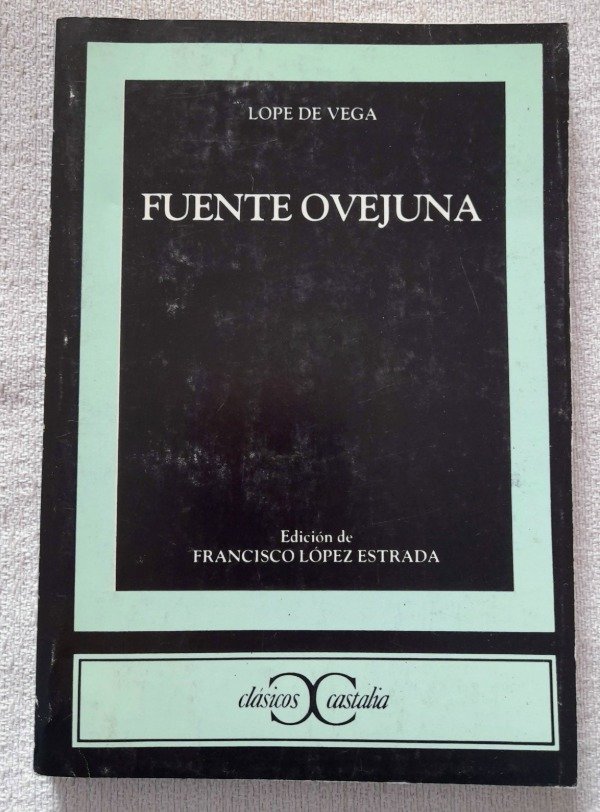 LOPE DE VEGA
FUENTE OVEJUNA
Edición de
FRANCISCO LÓPEZ ESTRADA
clásicos castalia